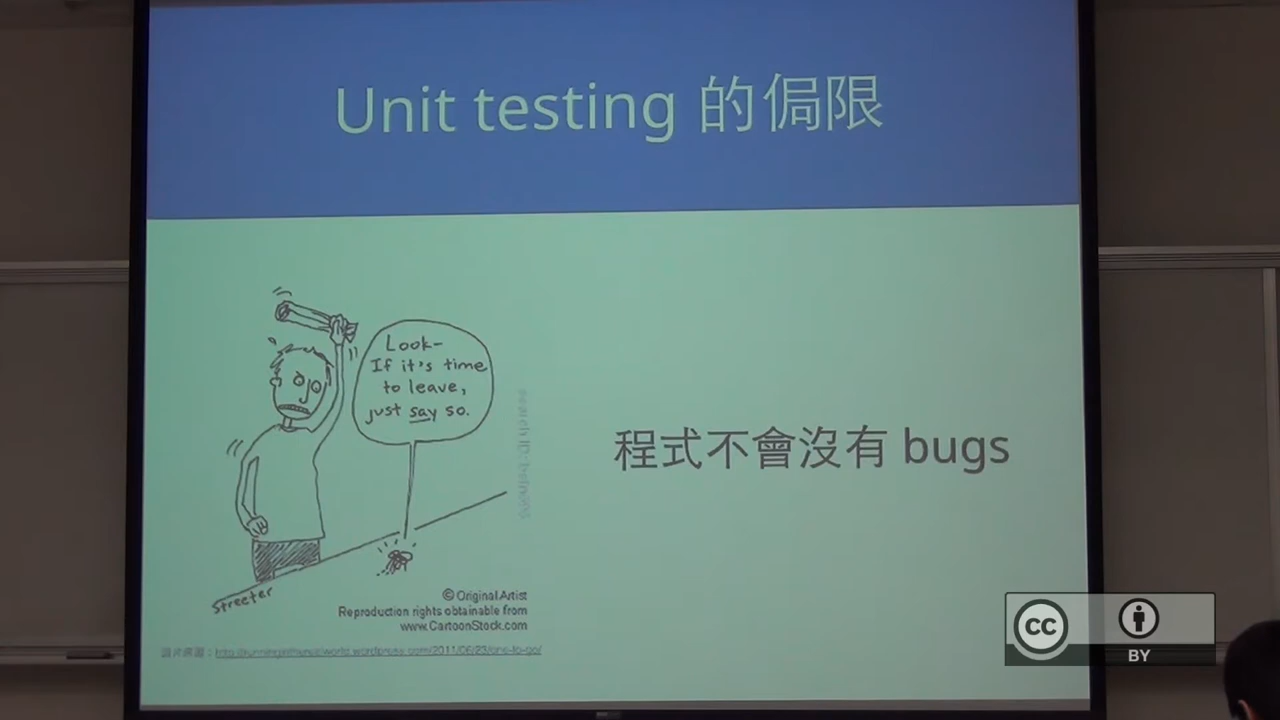 Unit testing 的侷限
Look-
If it's time
to leave,
just say so.
程式不會沒有 bugs
Streeter
© Original Artist
Reproduction rights obtainable from
www.CartoonStock.com
CC
BY